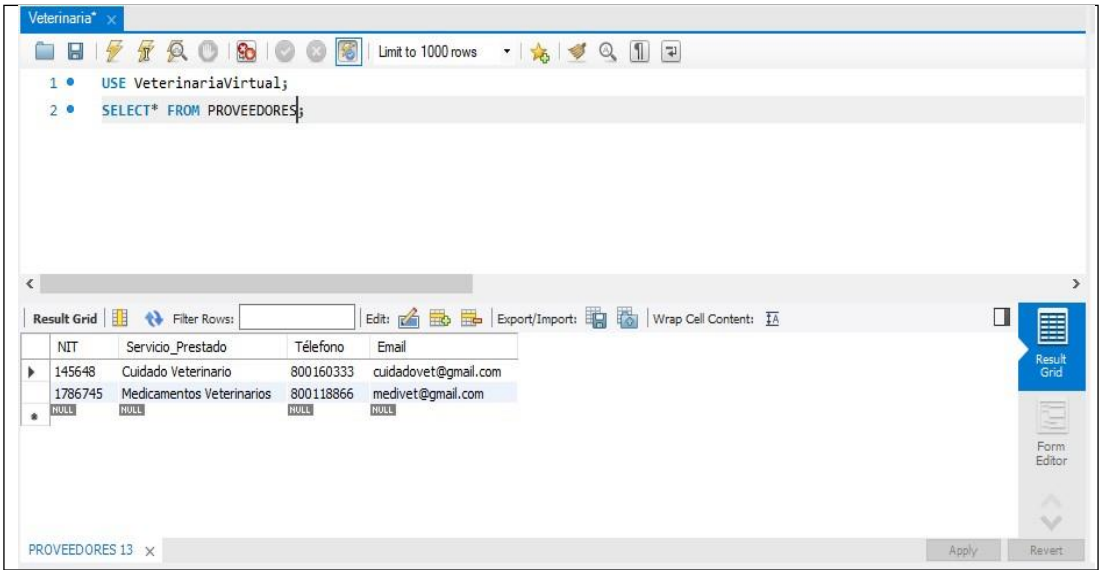 Veterinaria*
Limit to 1000 rows
1 USE VeterinariaVirtual;
2 SELECT* FROM PROVEEDORES;
Result Grid Filter Rows: Edit: Export/Import: Wrap Cell Content:
NIT Servicio_Prestado Télefono Email
145648 Cuidado Veterinario 800160333 cuidadovet@gmail.com
1786745 Medicamentos Veterinarios 800118866 medivet@gmail.com
NULL NULL NULL NULL
Result
Grid
Form
Editor
PROVEEDORES 13 Apply Revert